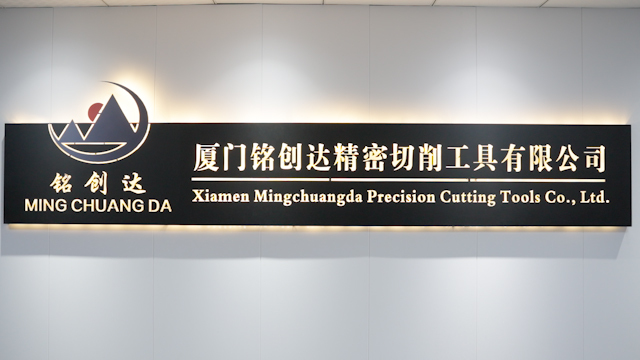 铭创达
MING CHUANG DA
厦门铭创达精密切削工具有限公司
Xiamen Mingchuangda Precision Cutting Tools Co., Ltd.